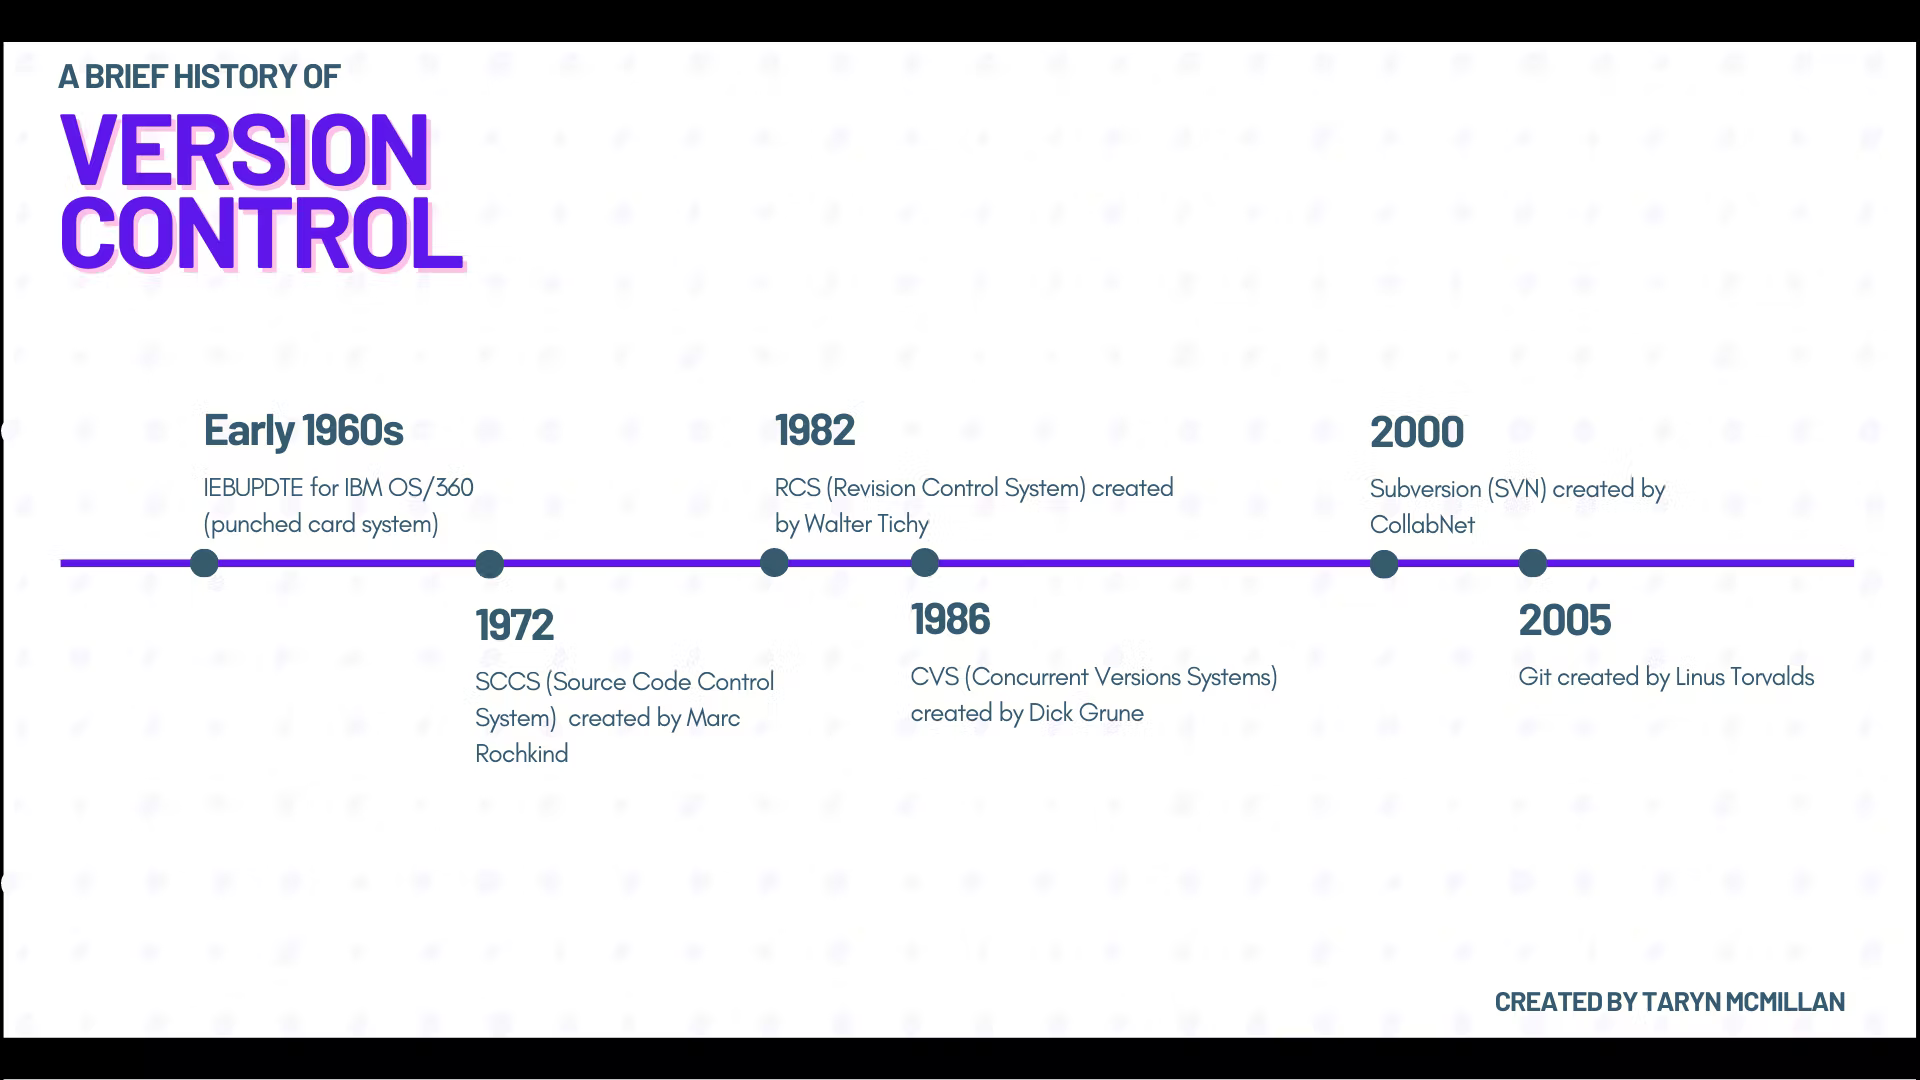 A BRIEF HISTORY OF
VERSION
CONTROL
Early 1960s
IEBUPDTE for IBM OS/360
(punched card system)
1972
SCCS (Source Code Control
System)  created by Marc
Rochkind
1982
RCS (Revision Control System) created
by Walter Tichy
1986
CVS (Concurrent Versions Systems)
created by Dick Grune
2000
Subversion (SVN) created by
CollabNet
2005
Git created by Linus Torvalds
CREATED BY TARYN MCMILLAN